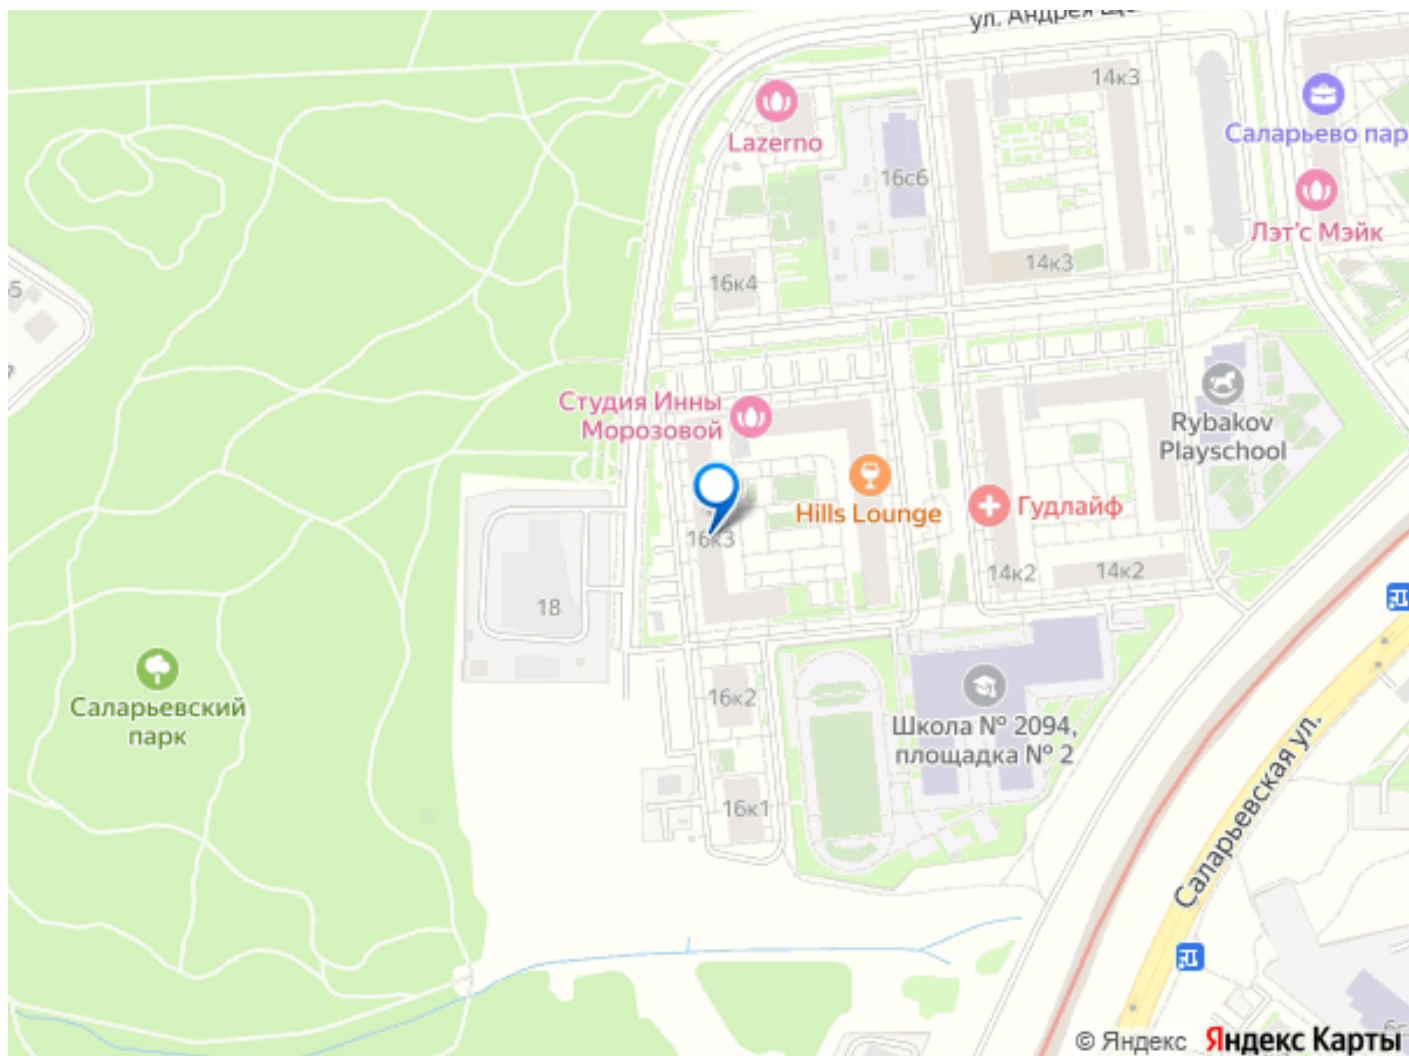 ул. Андрея
14к3
Lazerno
Саларьево пар
16с6
Лэт'с Мэйк
14к3
16к4
Студия Инны
Морозовой
Rybakov
Playschool
Hills Lounge
Гудлайф
16к3
14к2
14к2
18
Саларьевский
парк
16к2
Школа № 2094,
площадка № 2
16к1
Саларьевская ул.
© Яндекс Яндекс Карты